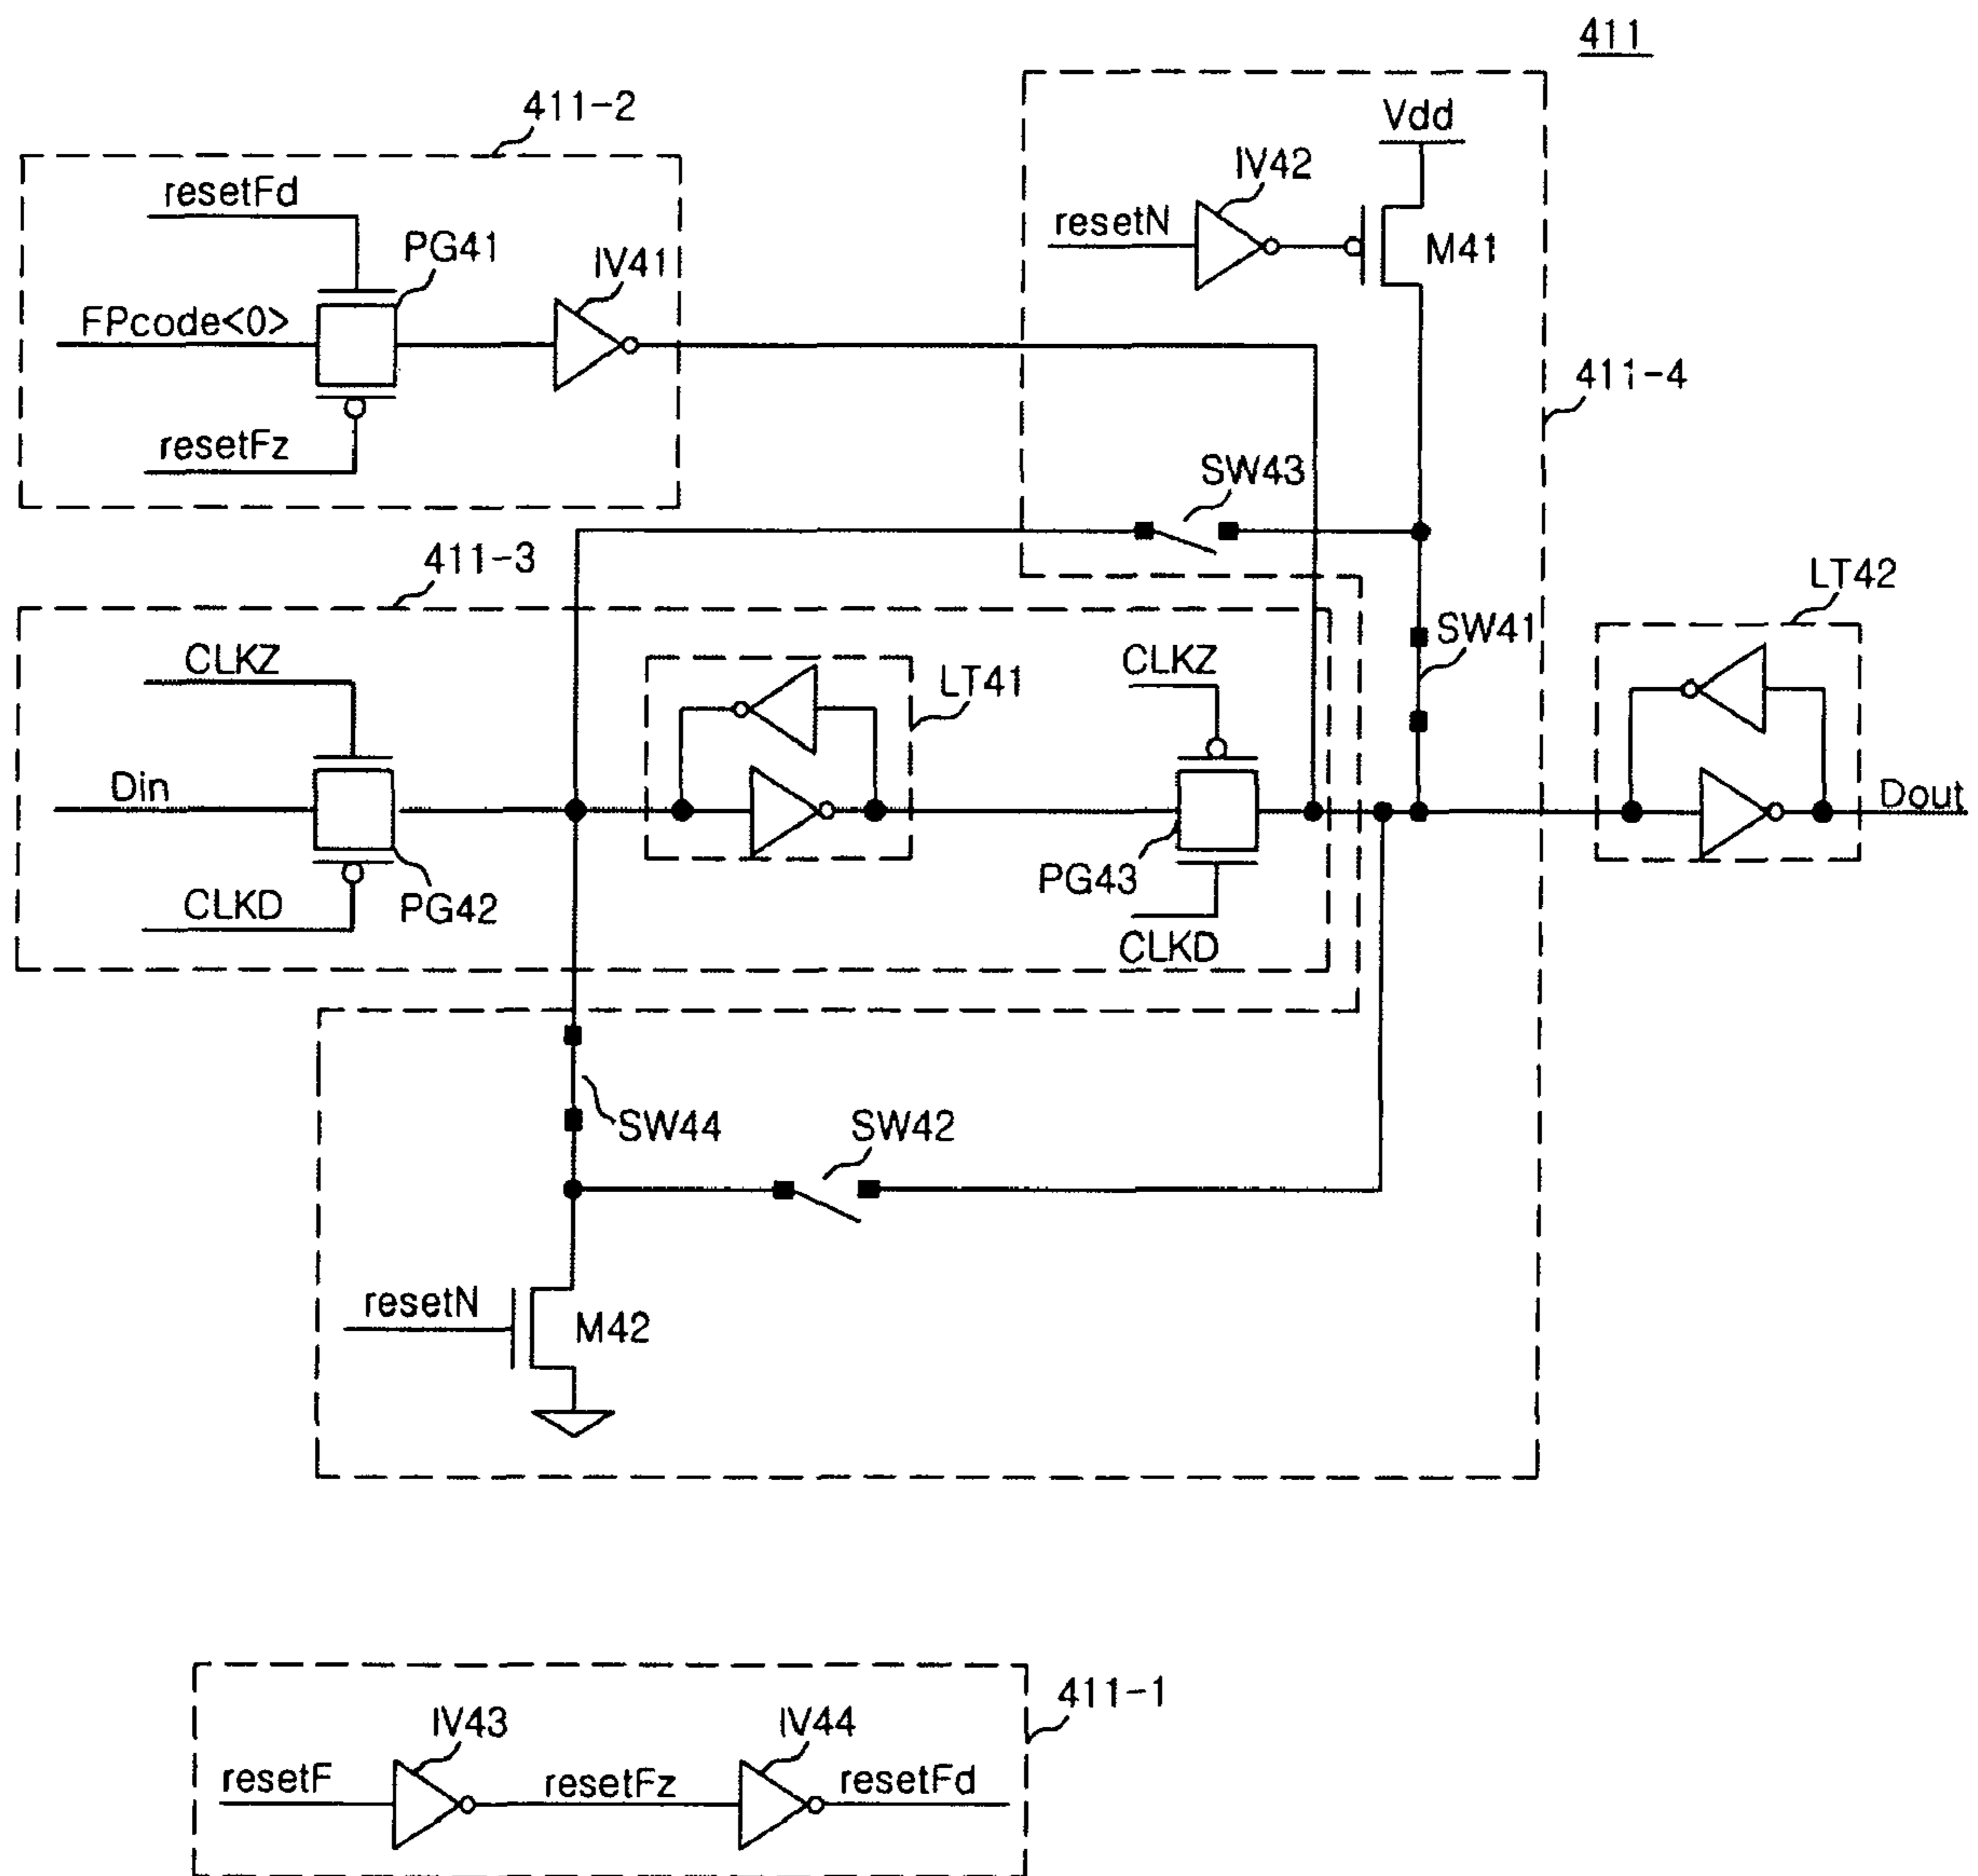 411
411-2
Vdd
resetFd
IV42
resetN
PG41
IV41
M41
FPcode<0>
411-4
resetFz
SW43
411-3
LT42
CLKZ
LT41
CLKZ
SW41
Din
Dout
PG43
CLKD
PG42
CLKD
SW44
SW42
resetN
M42
411-1
IV43
IV44
resetF
resetFz
resetFd